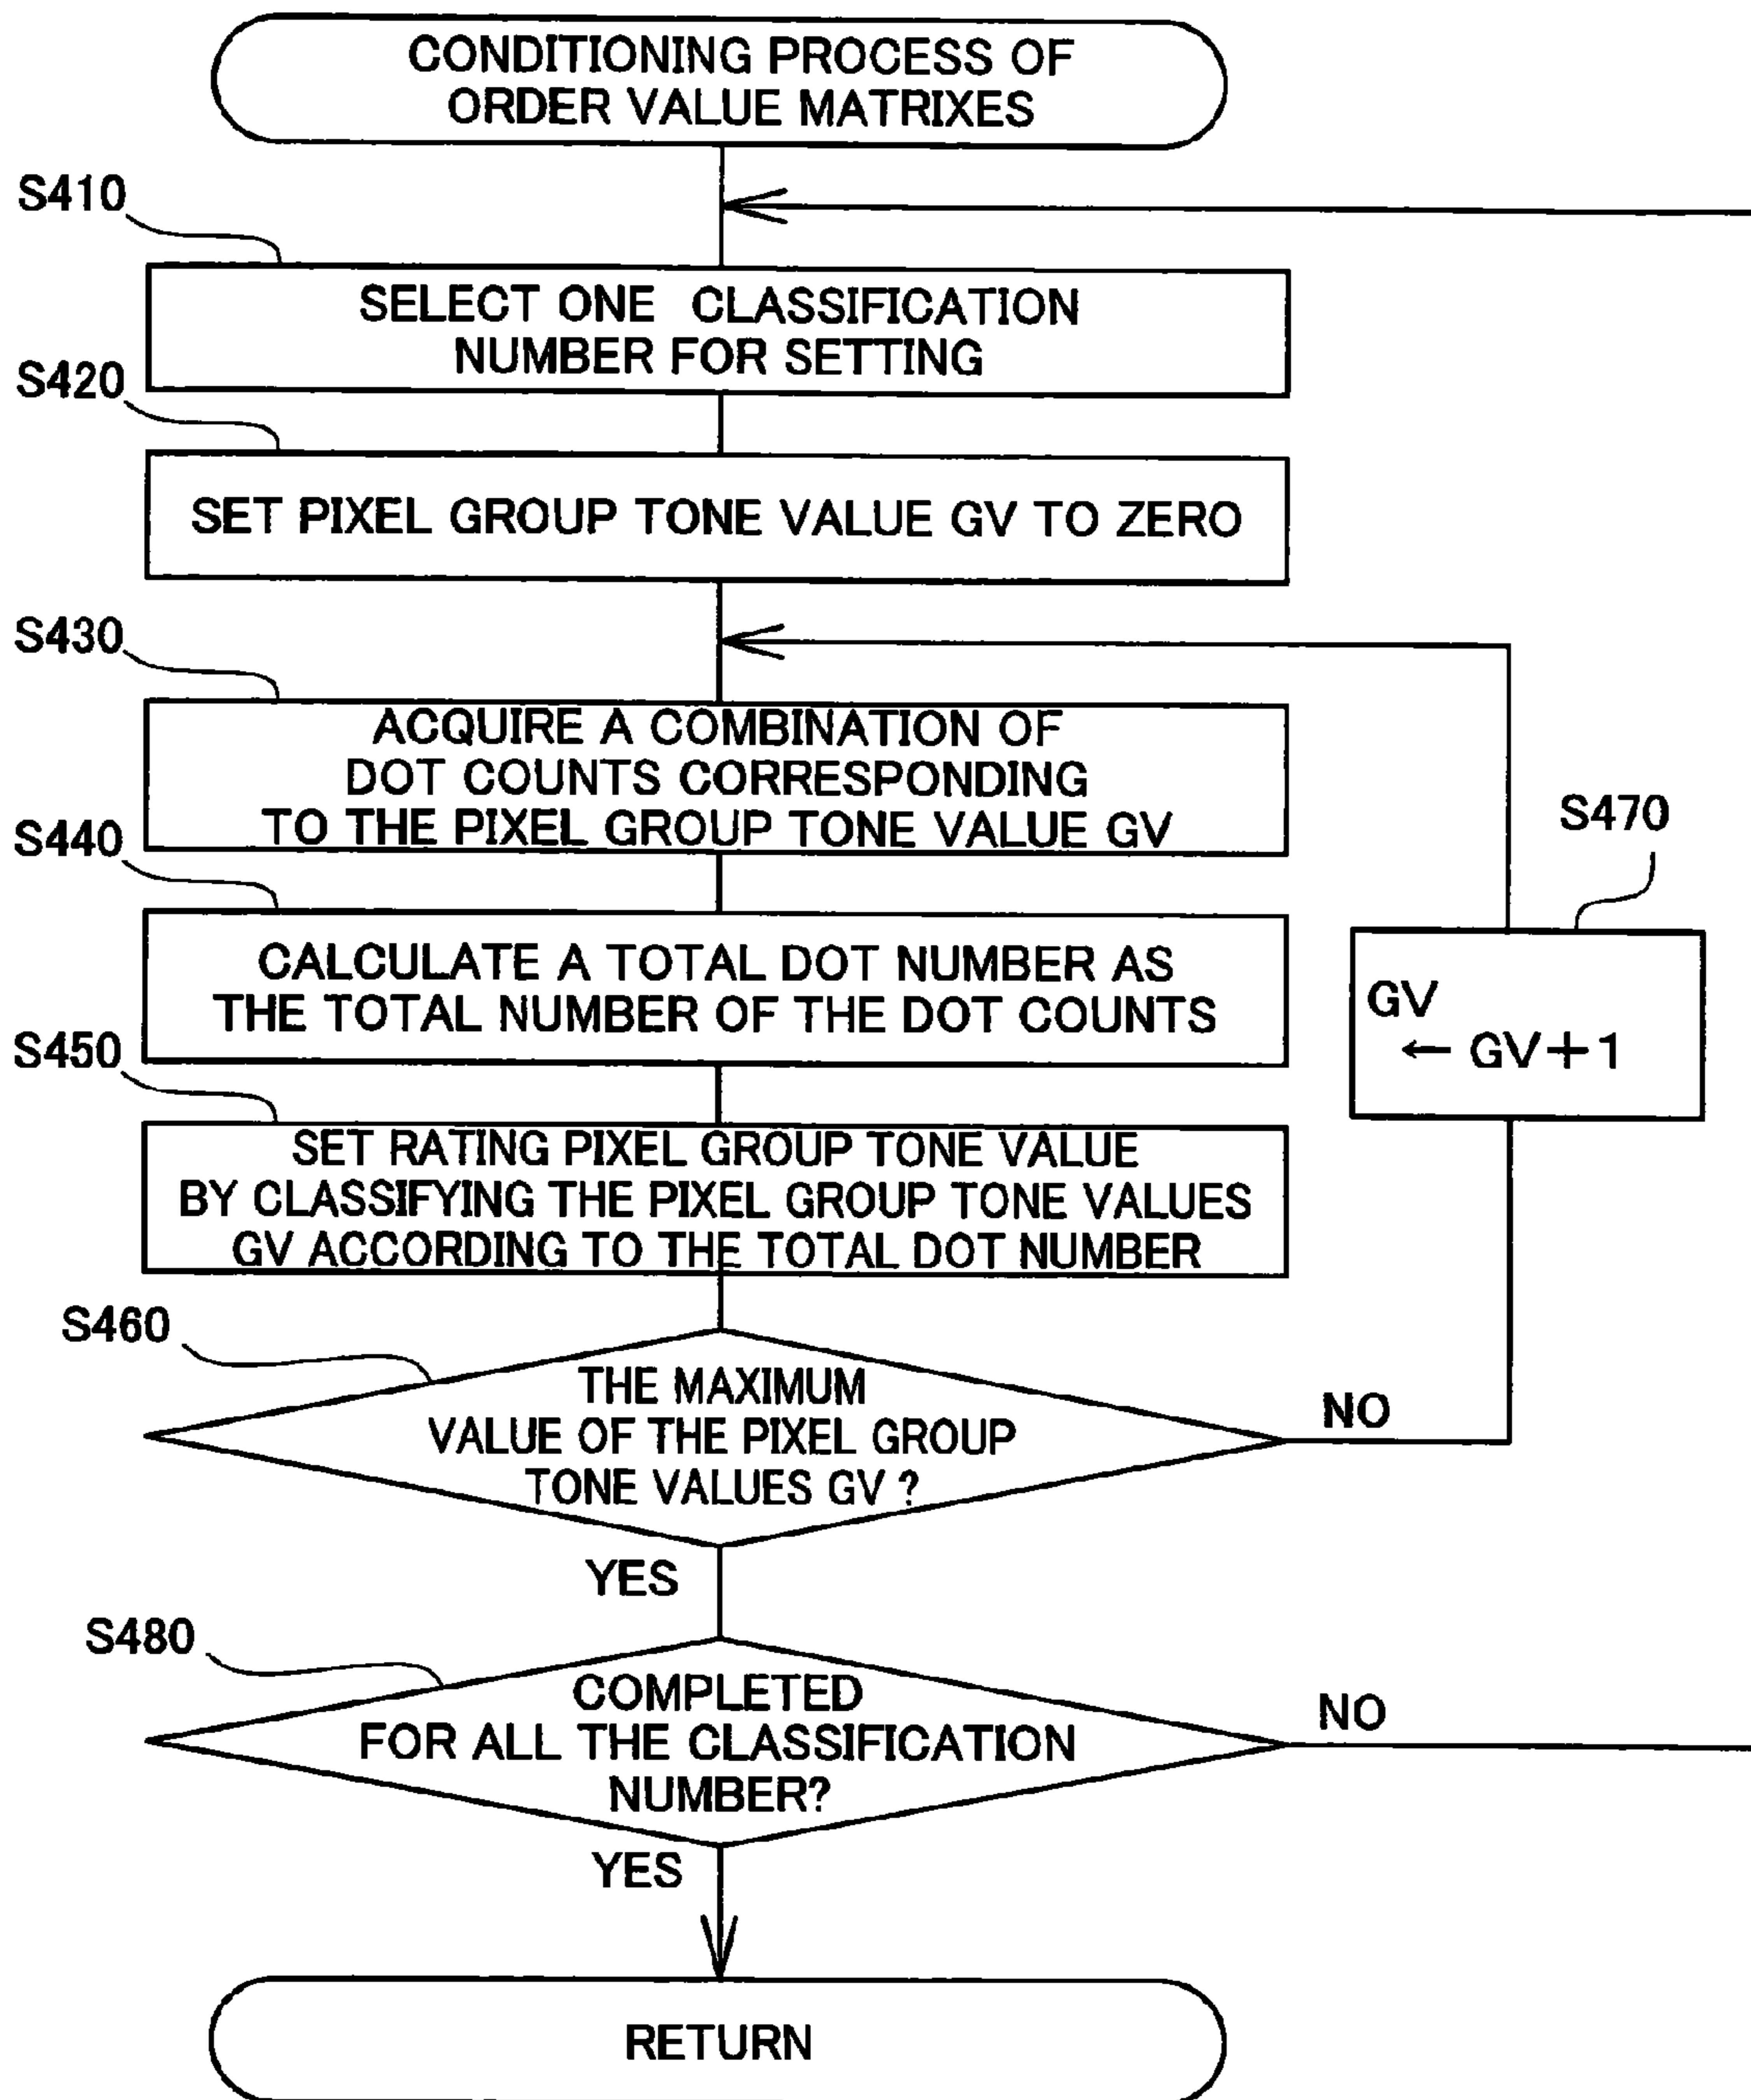 CONDITIONING PROCESS OF
ORDER VALUE MATRIXES
S410
SELECT ONE CLASSIFICATION
NUMBER FOR SETTING
S420
SET PIXEL GROUP TONE VALUE GV TO ZERO
S430
ACQUIRE A COMBINATION OF
DOT COUNTS CORRESPONDING
TO THE PIXEL GROUP TONE VALUE GV
S440
CALCULATE A TOTAL DOT NUMBER AS
THE TOTAL NUMBER OF THE DOT COUNTS
S450
SET RATING PIXEL GROUP TONE VALUE
BY CLASSIFYING THE PIXEL GROUP TONE VALUES
GV ACCORDING TO THE TOTAL DOT NUMBER
S460
THE MAXIMUM
VALUE OF THE PIXEL GROUP
TONE VALUES GV ?
NO
S470
GV
← GV+1
YES
S480
COMPLETED
FOR ALL THE CLASSIFICATION
NUMBER?
NO
YES
RETURN